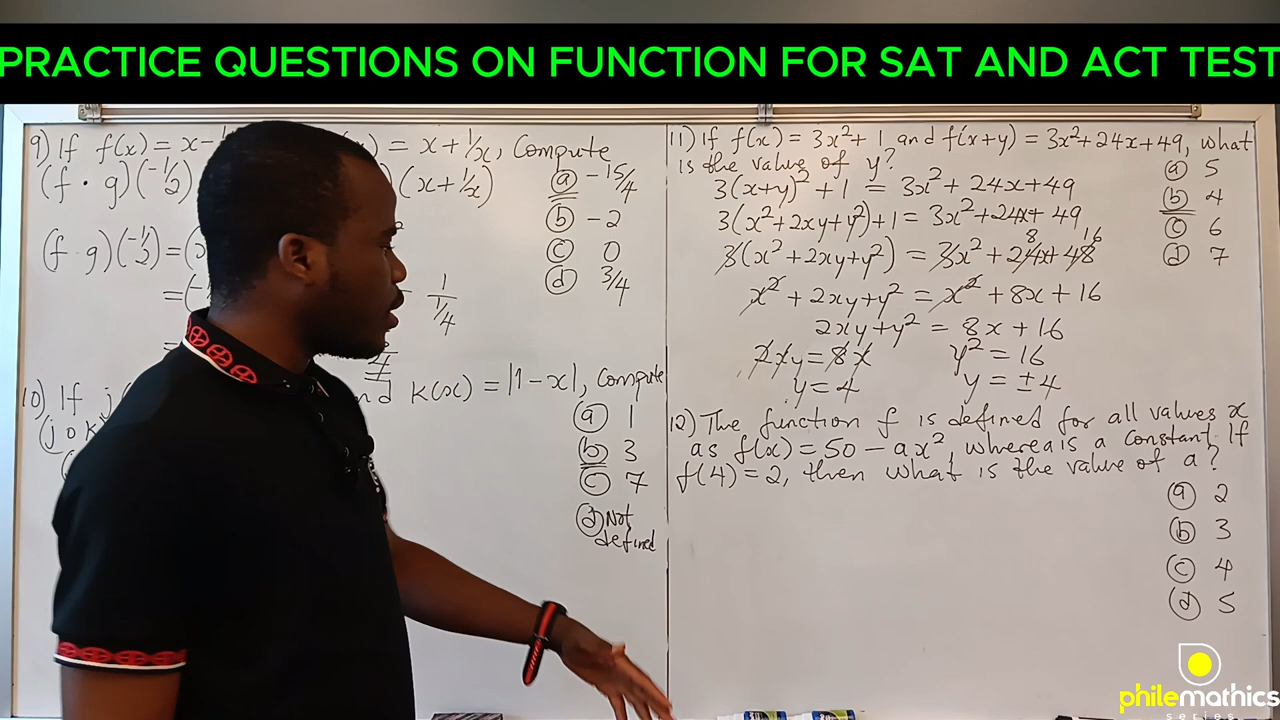 PRACTICE QUESTIONS ON FUNCTION FOR SAT AND ACT TEST
9) If f(x) = x - ) = x + 1/x, Compute
(f · g)(-1/2) (x + 1/x)
(a) -15/4
(b) -2
(c) 0
(d) 3/4
(f · g)(-1/2) = (
= (-1 1/(1/4)
=
10) If j( and k(x) = |1 - x|, compute
(j o k
(a) 1
(b) 3
(c) 7
(d) Not
defined
11) If f(x) = 3x² + 1 and f(x+y) = 3x² + 24x + 49, what
is the value of y?
(a) 5
(b) 4
(c) 6
(d) 7
3(x+y)² + 1 = 3x² + 24x + 49
3(x² + 2xy + y²) + 1 = 3x² + 24x + 49
8 16
3(x² + 2xy + y²) = 3x² + 24x + 48
x² + 2xy + y² = x² + 8x + 16
2xy + y² = 8x + 16
2xy = 8x y² = 16
y = 4 y = ±4
12) The function f is defined for all values x
as f(x) = 50 - ax², where a is a constant. If
f(4) = 2, then what is the value of a?
(a) 2
(b) 3
(c) 4
(d) 5
philemathics
series